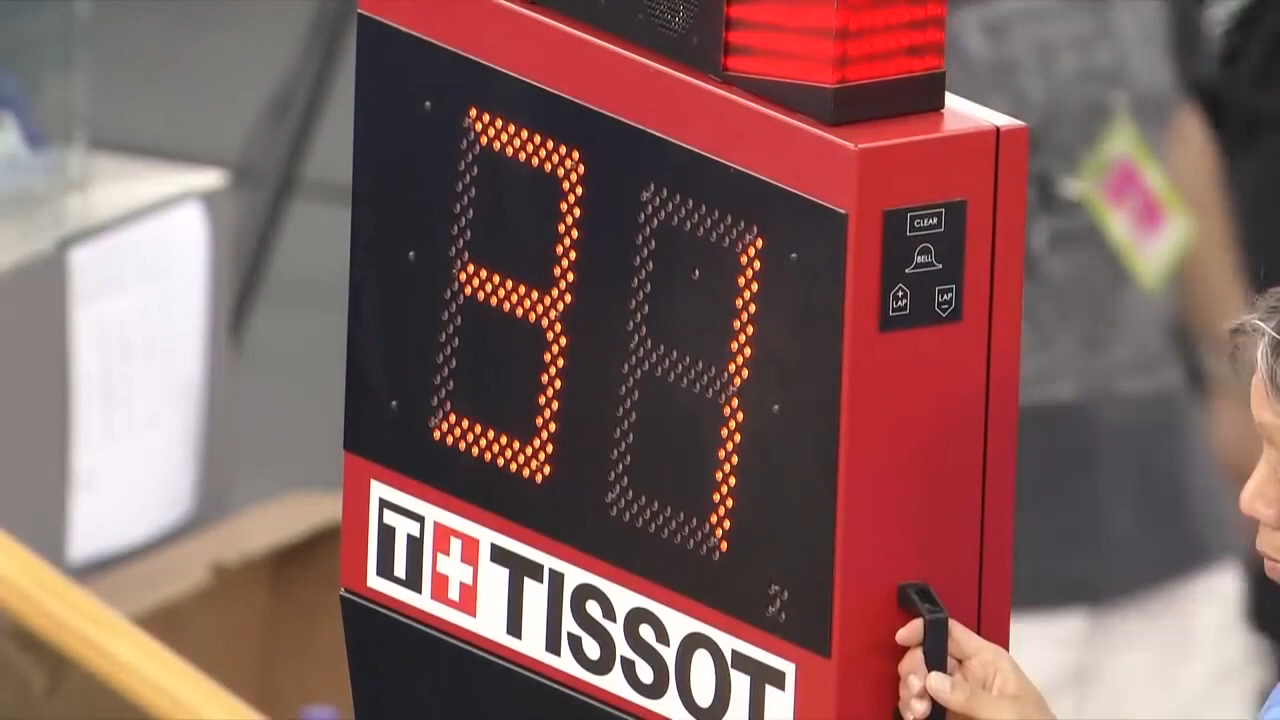 31
CLEAR
BELL
+ LAP
LAP -
T+ TISSOT